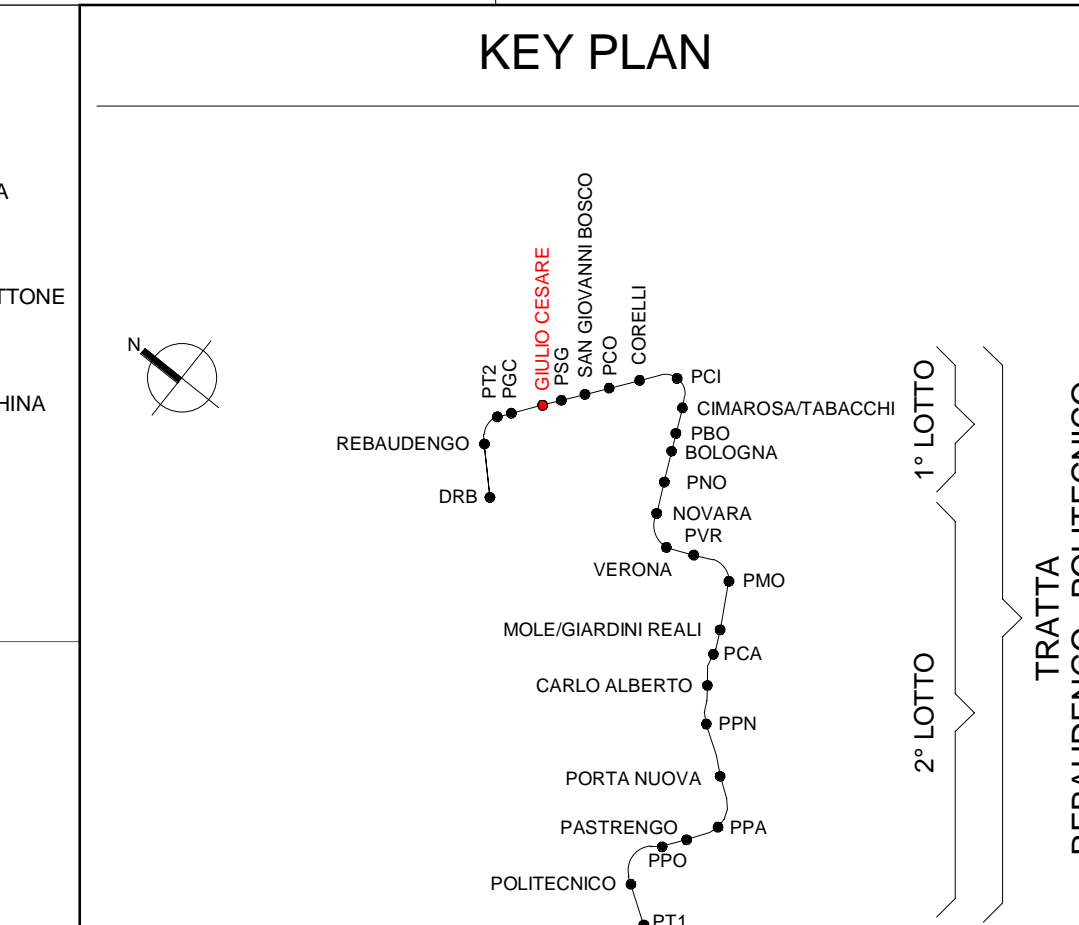 KEY PLAN
A
TTONE
HINA
N
PT2
PGC
GIULIO CESARE
PSG
SAN GIOVANNI BOSCO
PCO
CORELLI
PCI
CIMAROSA/TABACCHI
REBAUDENGO
PBO
BOLOGNA
DRB
PNO
NOVARA
PVR
VERONA
PMO
MOLE/GIARDINI REALI
PCA
CARLO ALBERTO
PPN
PORTA NUOVA
PASTRENGO
PPA
PPO
POLITECNICO
PT1
1° LOTTO
2° LOTTO
TRATTA
REBAUDENGO - POLITECNICO